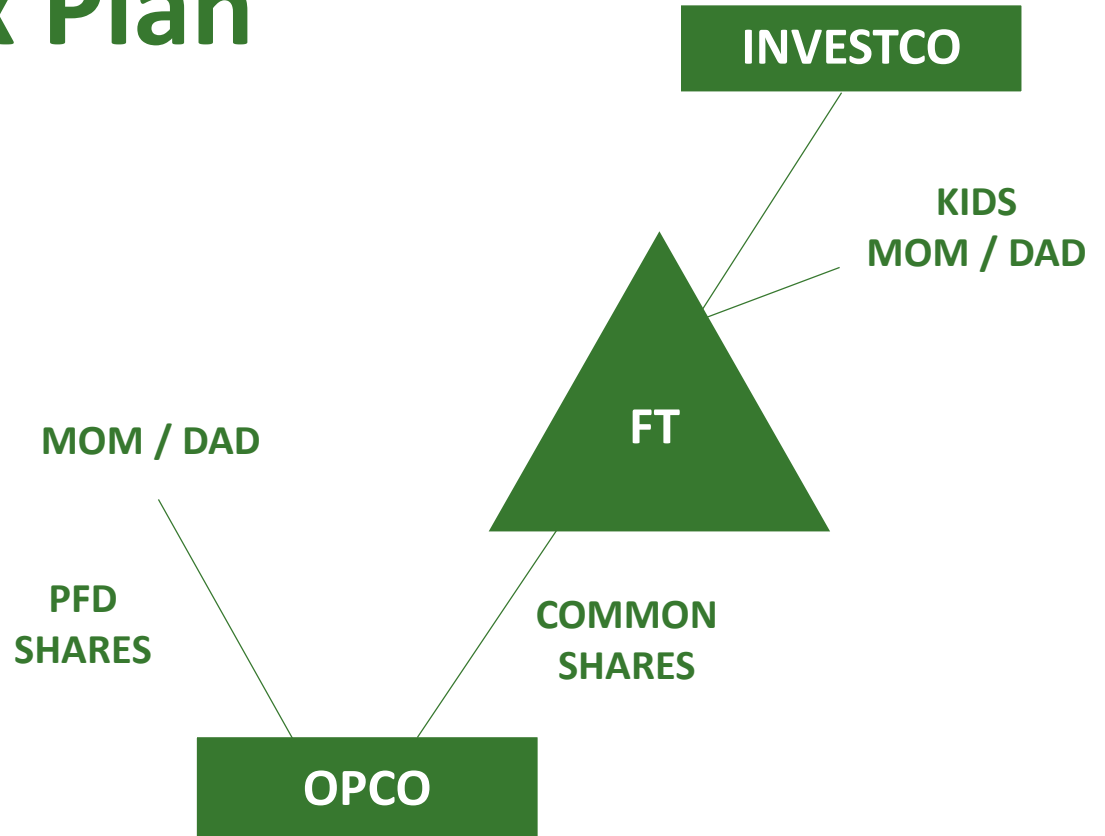 x Plan
INVESTCO
KIDS
MOM / DAD
FT
MOM / DAD
PFD
SHARES
COMMON
SHARES
OPCO